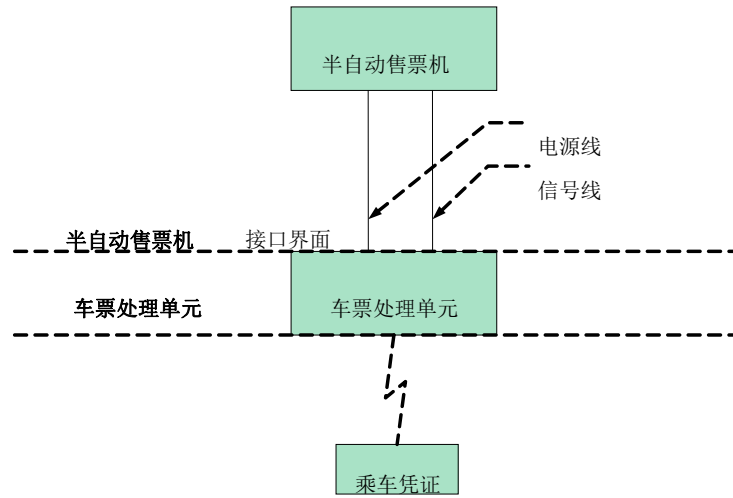 半自动售票机
电源线
信号线
半自动售票机 接口界面
车票处理单元 车票处理单元
乘车凭证